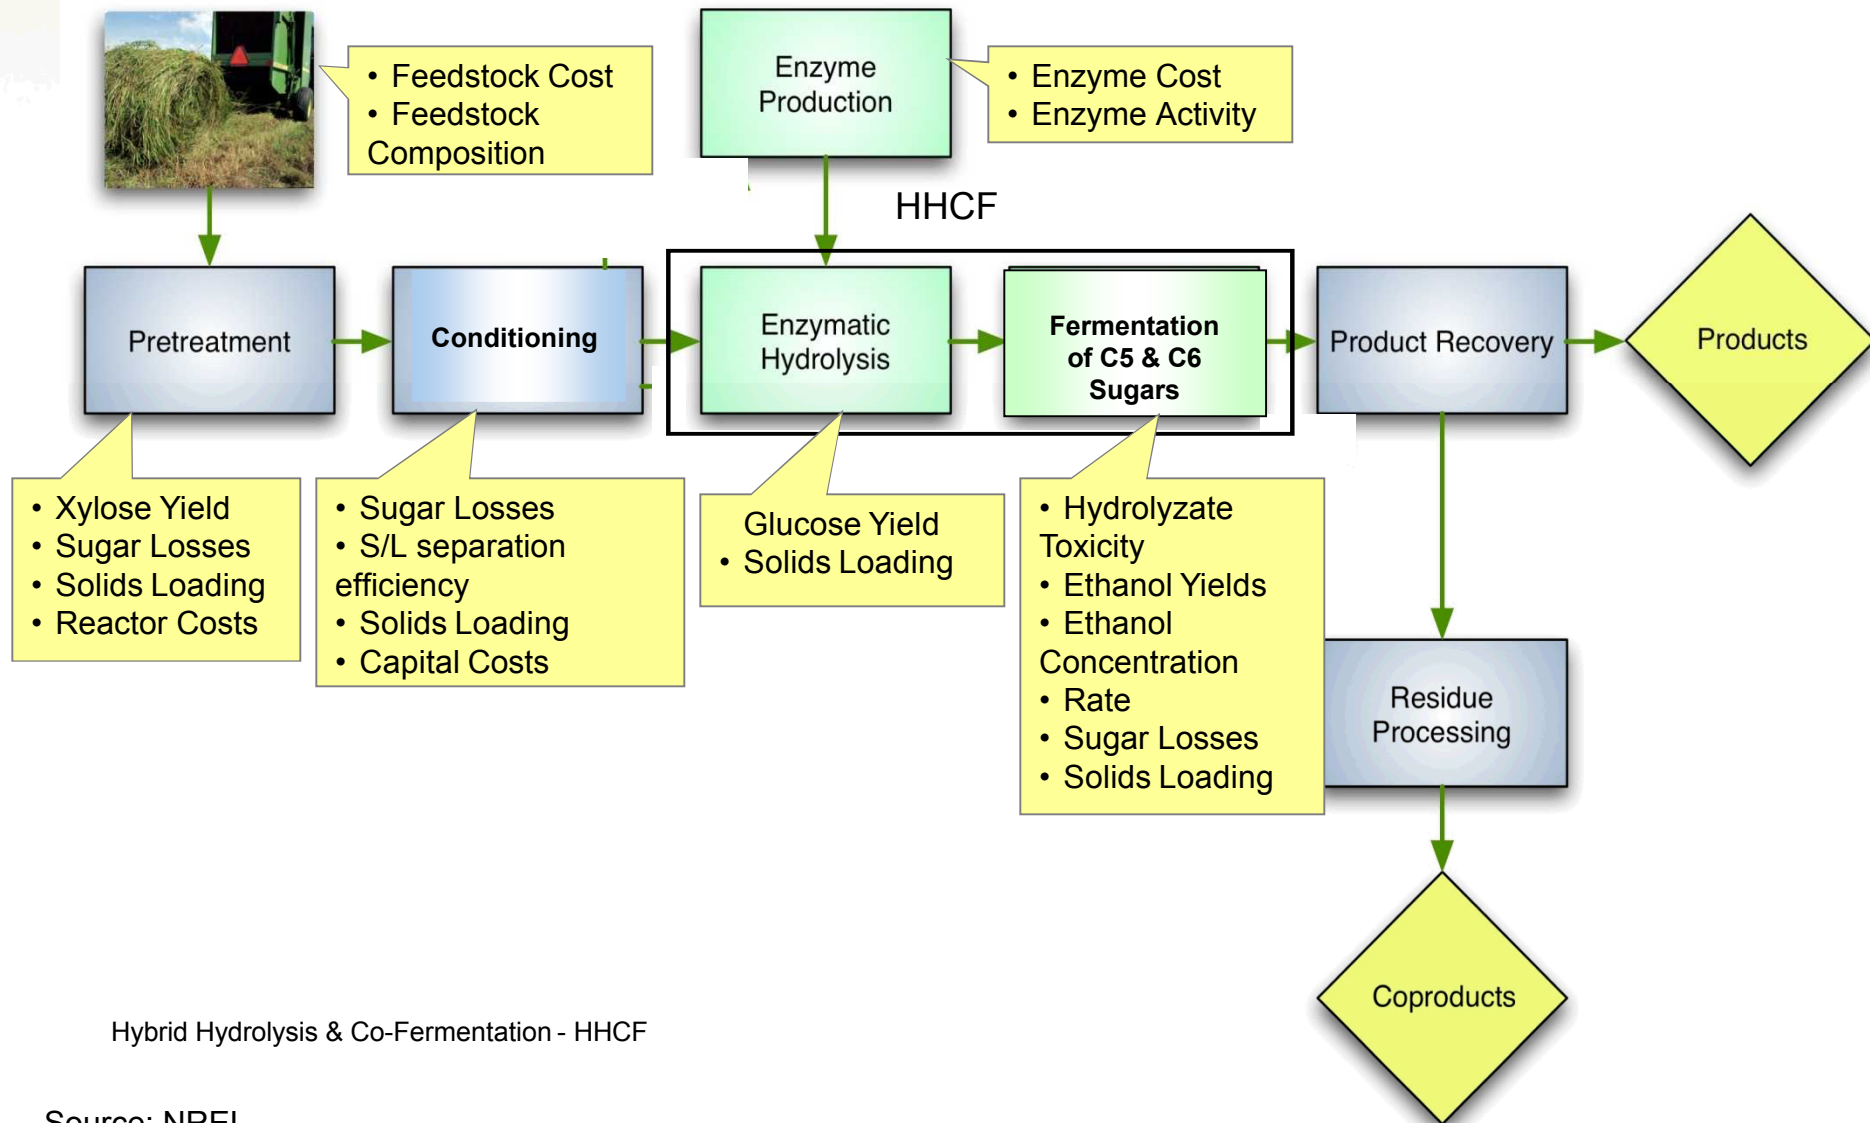 • Feedstock Cost
• Feedstock
Composition
Enzyme
Production
• Enzyme Cost
• Enzyme Activity
HHCF
Pretreatment
Conditioning
Enzymatic
Hydrolysis
Fermentation
of C5 & C6
Sugars
Product Recovery
Products
• Xylose Yield
• Sugar Losses
• Solids Loading
• Reactor Costs
• Sugar Losses
• S/L separation
efficiency
• Solids Loading
• Capital Costs
Glucose Yield
• Solids Loading
• Hydrolyzate
Toxicity
• Ethanol Yields
• Ethanol
Concentration
• Rate
• Sugar Losses
• Solids Loading
Residue
Processing
Coproducts
Hybrid Hydrolysis & Co-Fermentation - HHCF
Source: NREL